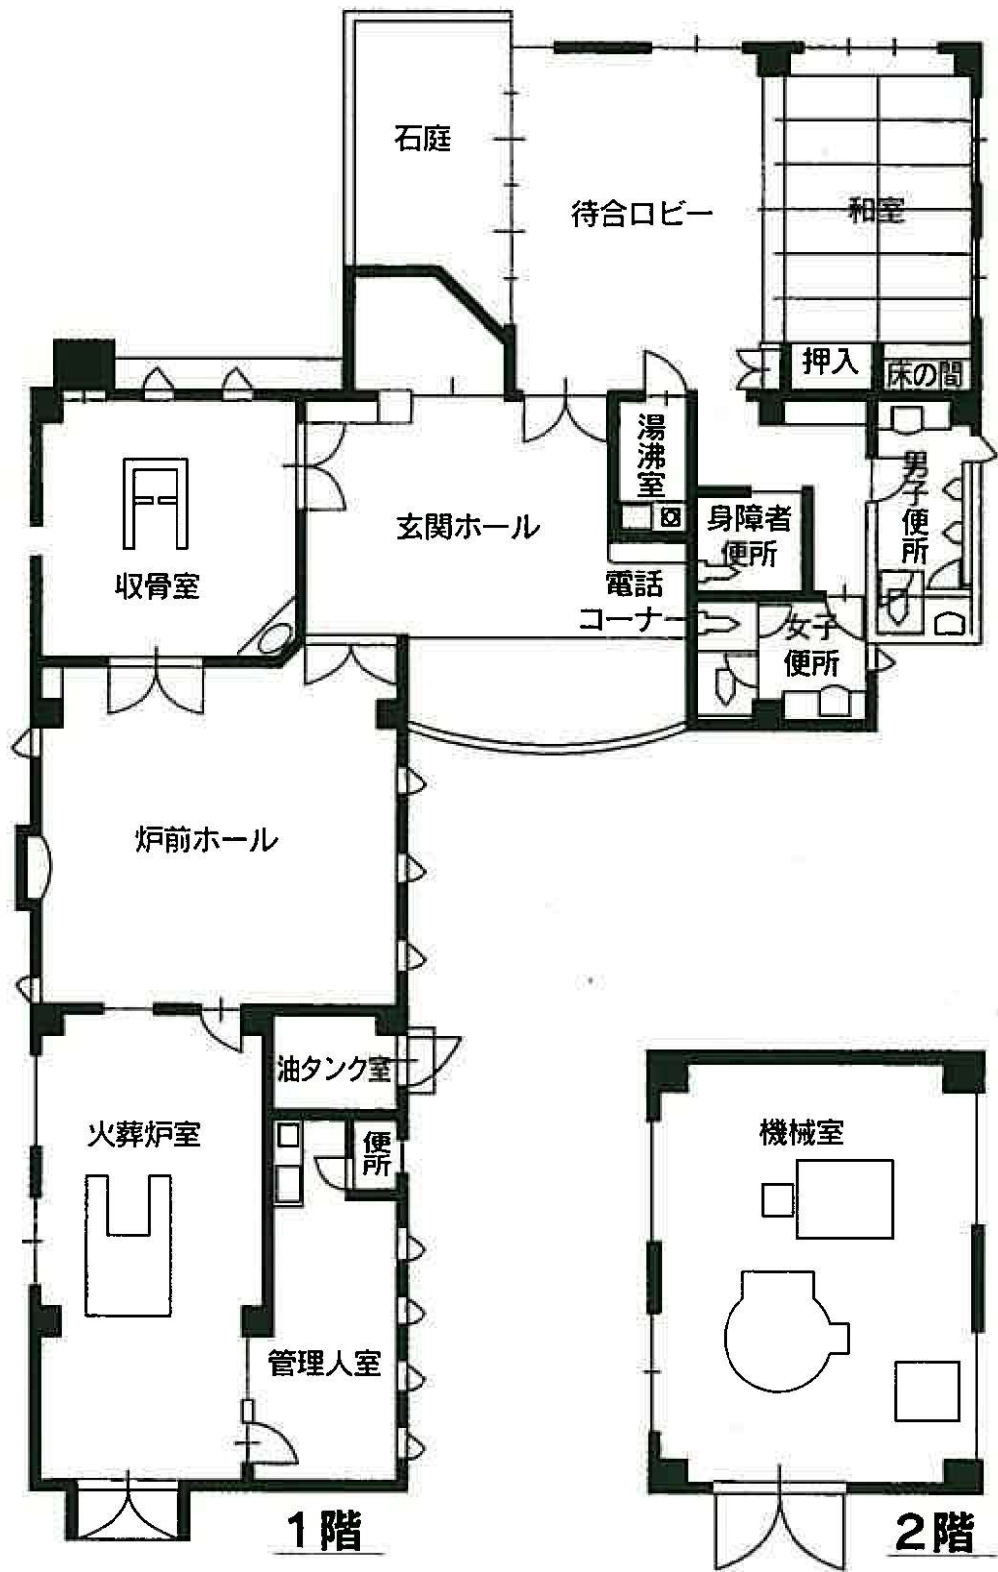 石庭
待合ロビー
和室
押入
床の間
湯沸室
男子便所
身障者
便所
玄関ホール
電話
コーナー
女子
便所
収骨室
炉前ホール
油タンク室
火葬炉室
便所
管理人室
1階
機械室
2階